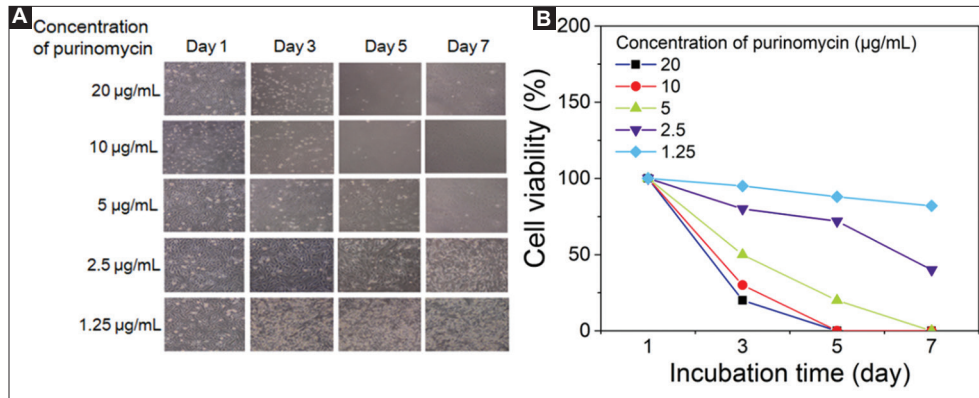 A
Concentration
of purinomycin
Day 1 Day 3 Day 5 Day 7
20 µg/mL
10 µg/mL
5 µg/mL
2.5 µg/mL
1.25 µg/mL
B
Cell viability (%)
200
150
100
50
0
Concentration of purinomycin (µg/mL)
20
10
5
2.5
1.25
1 3 5 7
Incubation time (day)